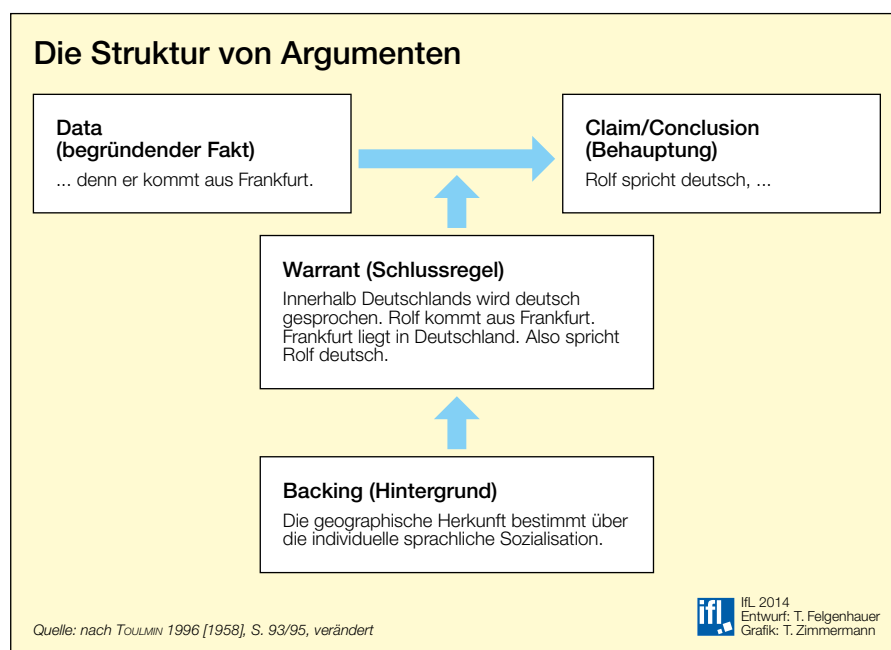 Die Struktur von Argumenten
Data
(begründender Fakt)
... denn er kommt aus Frankfurt.
Claim/Conclusion
(Behauptung)
Rolf spricht deutsch, ...
Warrant (Schlussregel)
Innerhalb Deutschlands wird deutsch
gesprochen. Rolf kommt aus Frankfurt.
Frankfurt liegt in Deutschland. Also spricht
Rolf deutsch.
Backing (Hintergrund)
Die geographische Herkunft bestimmt über
die individuelle sprachliche Sozialisation.
Quelle: nach TOULMIN 1996 [1958], S. 93/95, verändert
ifl
IfL 2014
Entwurf: T. Felgenhauer
Grafik: T. Zimmermann